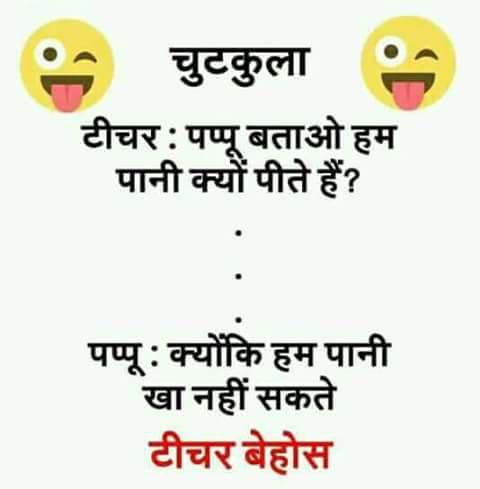 चुटकुला
टीचर : पप्पू बताओ हम
पानी क्यों पीते हैं?
.
.
.
पप्पू : क्योंकि हम पानी
खा नहीं सकते
टीचर बेहोस